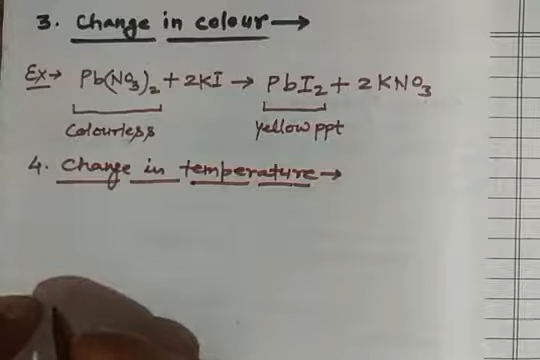 3. Change in colour →
Ex→ Pb(NO₃)₂ + 2KI → PbI₂ + 2KNO₃
Colourless yellow ppt
4. Change in temperature →